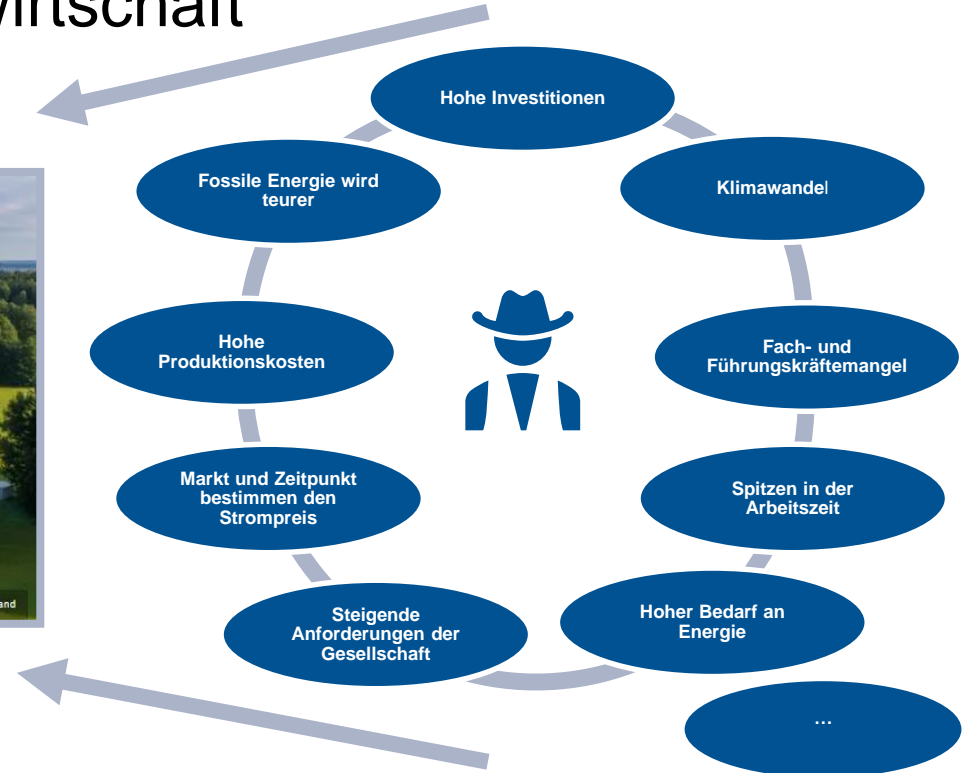 wirtschaft
Hohe Investitionen
Klimawandel
Fach- und
Führungskräftemangel
Spitzen in der
Arbeitszeit
Hoher Bedarf an
Energie
...
Steigende
Anforderungen der
Gesellschaft
Markt und Zeitpunkt
bestimmen den
Strompreis
Hohe
Produktionskosten
Fossile Energie wird
teurer
and